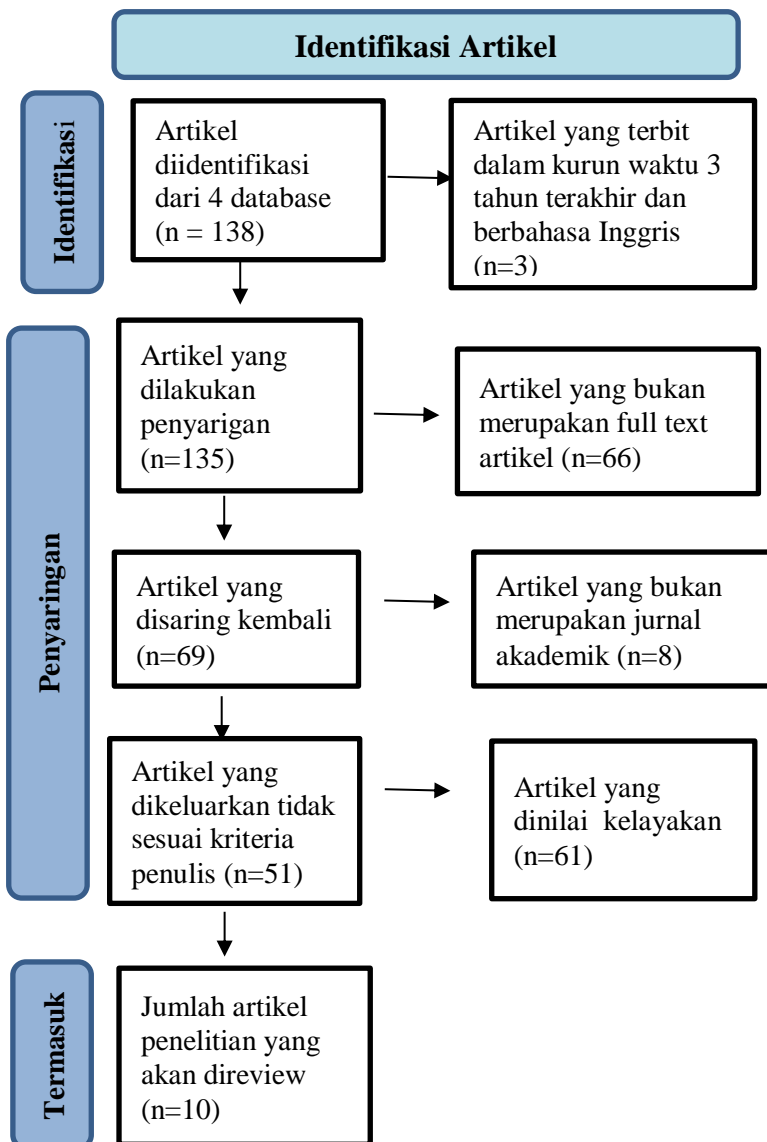 Identifikasi Artikel
Identifikasi
Artikel
diidentifikasi
dari 4 database
(n = 138)
Artikel yang terbit
dalam kurun waktu 3
tahun terakhir dan
berbahasa Inggris
(n=3)
Penyaringan
Artikel yang
dilakukan
penyarigan
(n=135)
Artikel yang bukan
merupakan full text
artikel (n=66)
Artikel yang
disaring kembali
(n=69)
Artikel yang bukan
merupakan jurnal
akademik (n=8)
Artikel yang
dikeluarkan tidak
sesuai kriteria
penulis (n=51)
Artikel yang
dinilai  kelayakan
(n=61)
Termasuk
Jumlah artikel
penelitian yang
akan direview
(n=10)